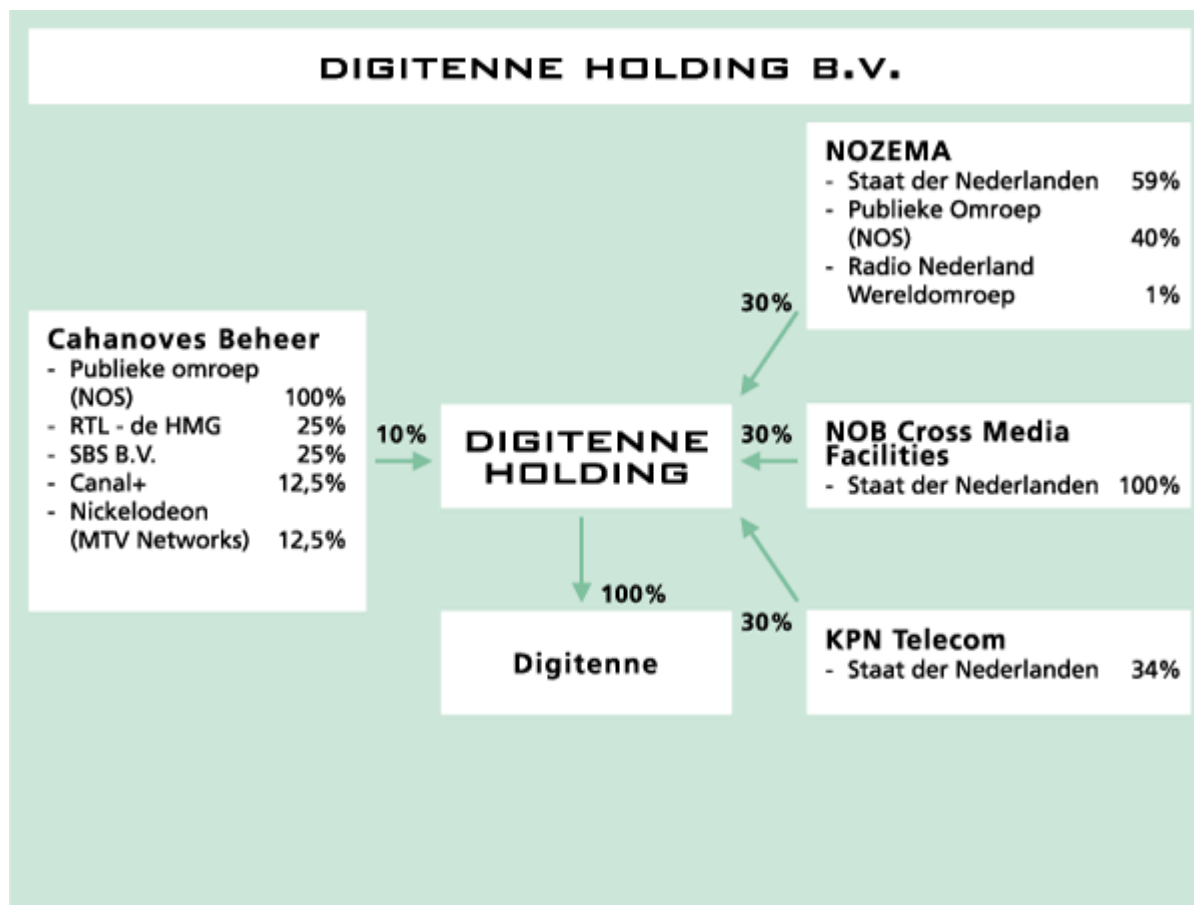 DIGITENNE HOLDING B.V.
NOZEMA
- Staat der Nederlanden 59%
- Publieke Omroep
(NOS) 40%
- Radio Nederland
Wereldomroep 1%
30%
Cahanoves Beheer
- Publieke omroep
(NOS) 100%
- RTL - de HMG 25%
- SBS B.V. 25%
- Canal+ 12,5%
- Nickelodeon
(MTV Networks) 12,5%
10%
DIGITENNE
HOLDING
30%
NOB Cross Media
Facilities
- Staat der Nederlanden 100%
100%
Digitenne
30%
KPN Telecom
- Staat der Nederlanden 34%